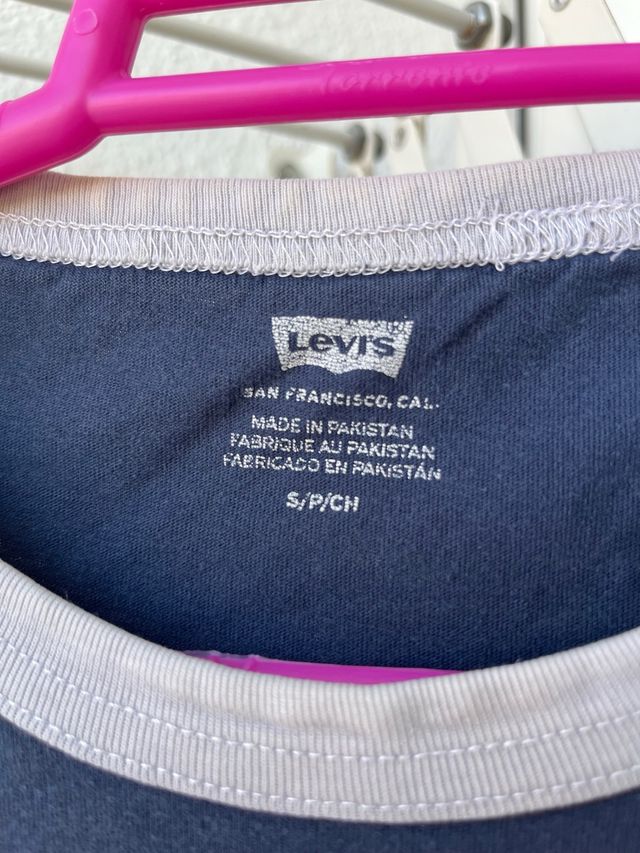 LEVI'S
SAN FRANCISCO, CAL.
MADE IN PAKISTAN
FABRIQUE AU PAKISTAN
FABRICADO EN PAKISTÁN
S/P/CH